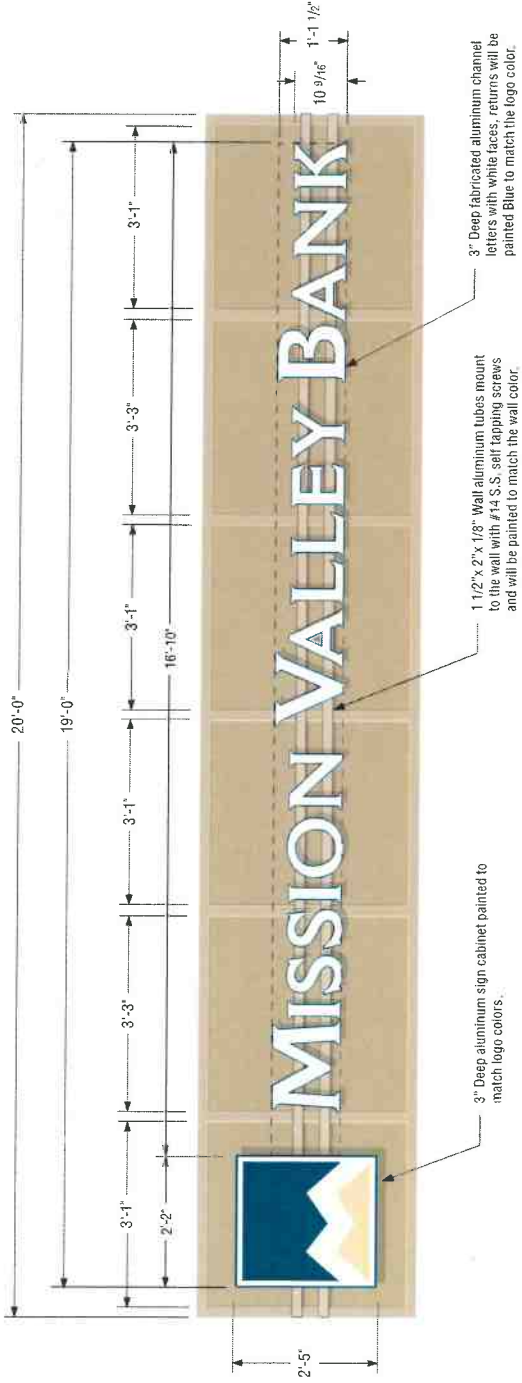 20'-0"
19'-0"
3'-1"
3'-3"
3'-1"
3'-1"
3'-3"
3'-1"
2'-2"
16'-10"
2'-5"
10 9/16"
1'-1 1/2"
MISSION VALLEY BANK
3" Deep aluminum sign cabinet painted to
match logo colors.
1 1/2"x 2"x 1/8" Wall aluminum tubes mount
to the wall with #14 S.S. self tapping screws
and will be painted to match the wall color.
3" Deep fabricated aluminum channel
letters with white faces, returns will be
painted Blue to match the logo color.